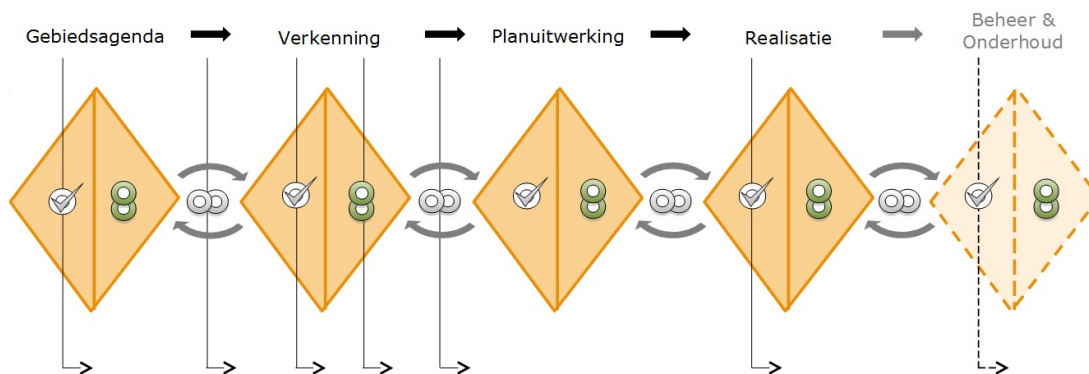 Gebiedsagenda
Verkenning
Planuitwerking
Realisatie
Beheer &
Onderhoud